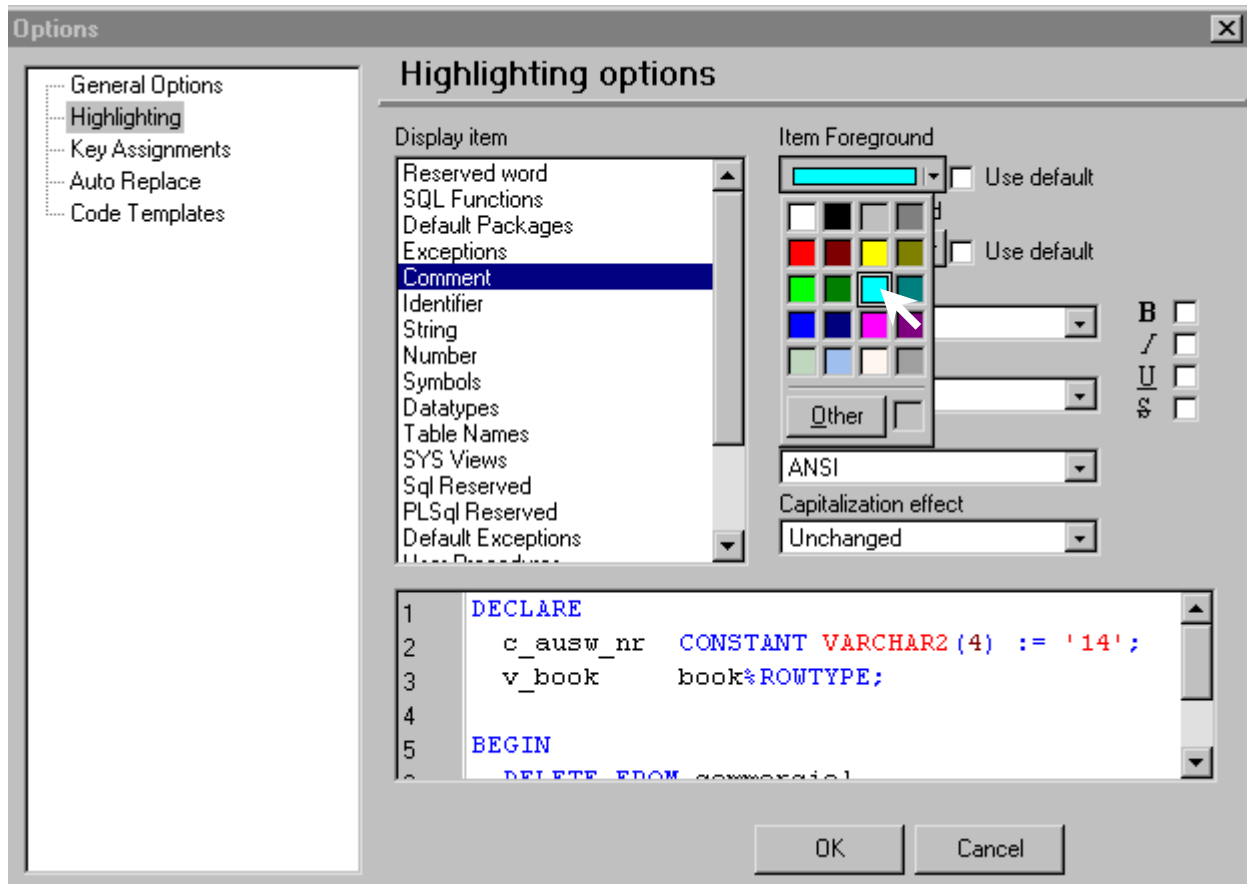 Options
General Options
Highlighting
Key Assignments
Auto Replace
Code Templates
Highlighting options
Display item
Reserved word
SQL Functions
Default Packages
Exceptions
Comment
Identifier
String
Number
Symbols
Datatypes
Table Names
SYS Views
Sql Reserved
PLSql Reserved
Default Exceptions
Item Foreground
Use default
Use default
Other
B
I
U
S
ANSI
Capitalization effect
Unchanged
1 DECLARE
2 c_ausw_nr CONSTANT VARCHAR2(4) := '14';
3 v_book book%ROWTYPE;
4
5 BEGIN
DELETE FROM
OK
Cancel